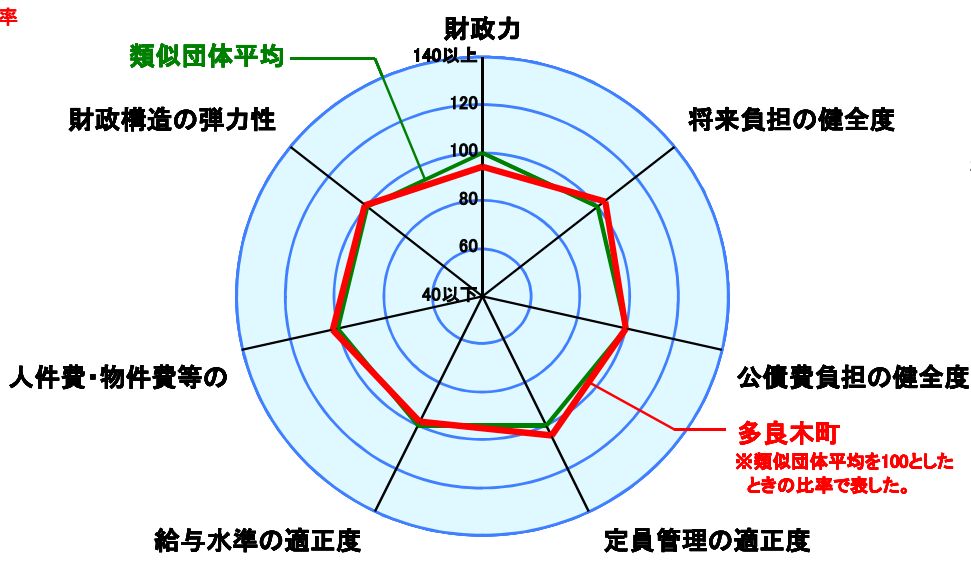 率
財政力
類似団体平均
140以上
財政構造の弾力性
120
将来負担の健全度
100
80
60
40以下
人件費・物件費等の
公債費負担の健全度
多良木町
※類似団体平均を100とした
ときの比率で表した。
給与水準の適正度
定員管理の適正度